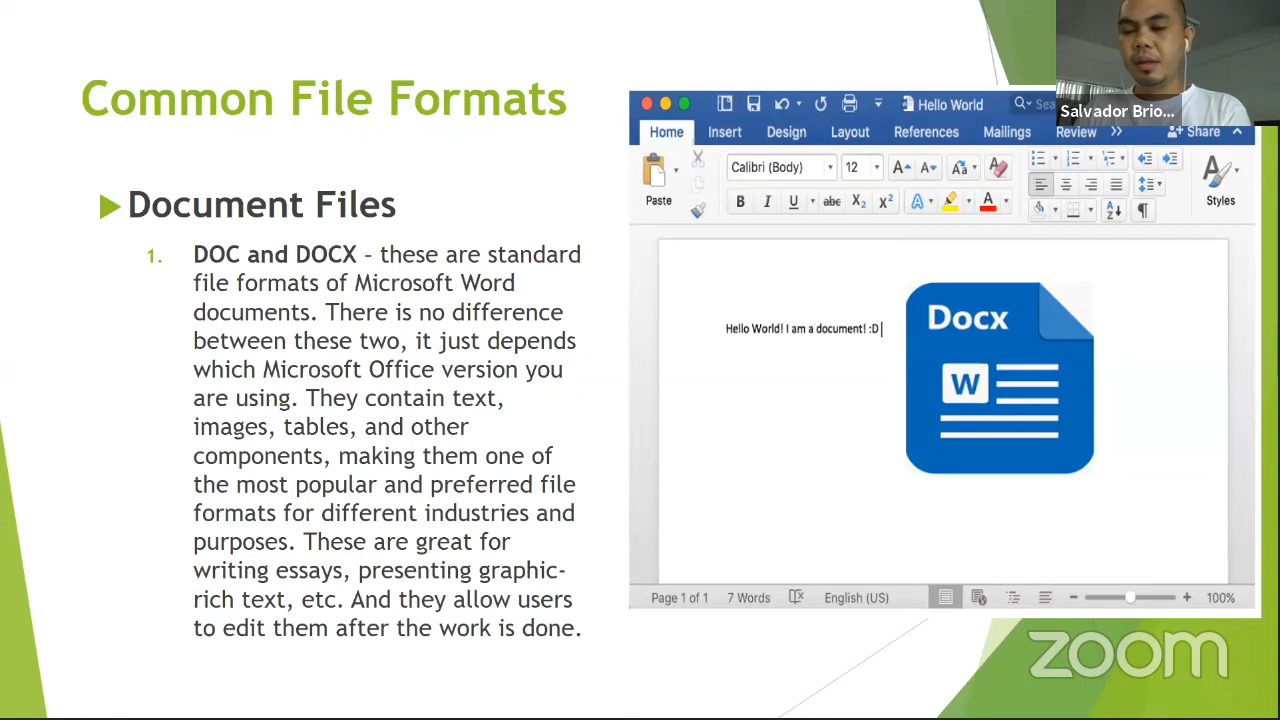 Common File Formats
Document Files
1. DOC and DOCX – these are standard
file formats of Microsoft Word
documents. There is no difference
between these two, it just depends
which Microsoft Office version you
are using. They contain text,
images, tables, and other
components, making them one of
the most popular and preferred file
formats for different industries and
purposes. These are great for
writing essays, presenting graphic-
rich text, etc. And they allow users
to edit them after the work is done.
Salvador Brio...
Hello World
Sea
Home Insert Design Layout References Mailings Review Share
Paste
Calibri (Body) 12 A A Aa A
B I U abc X2 X2 A A
A Z ¶
Styles
Hello World! I am a document! :D
Docx
W
Page 1 of 1 7 Words English (US) 100%
zoom